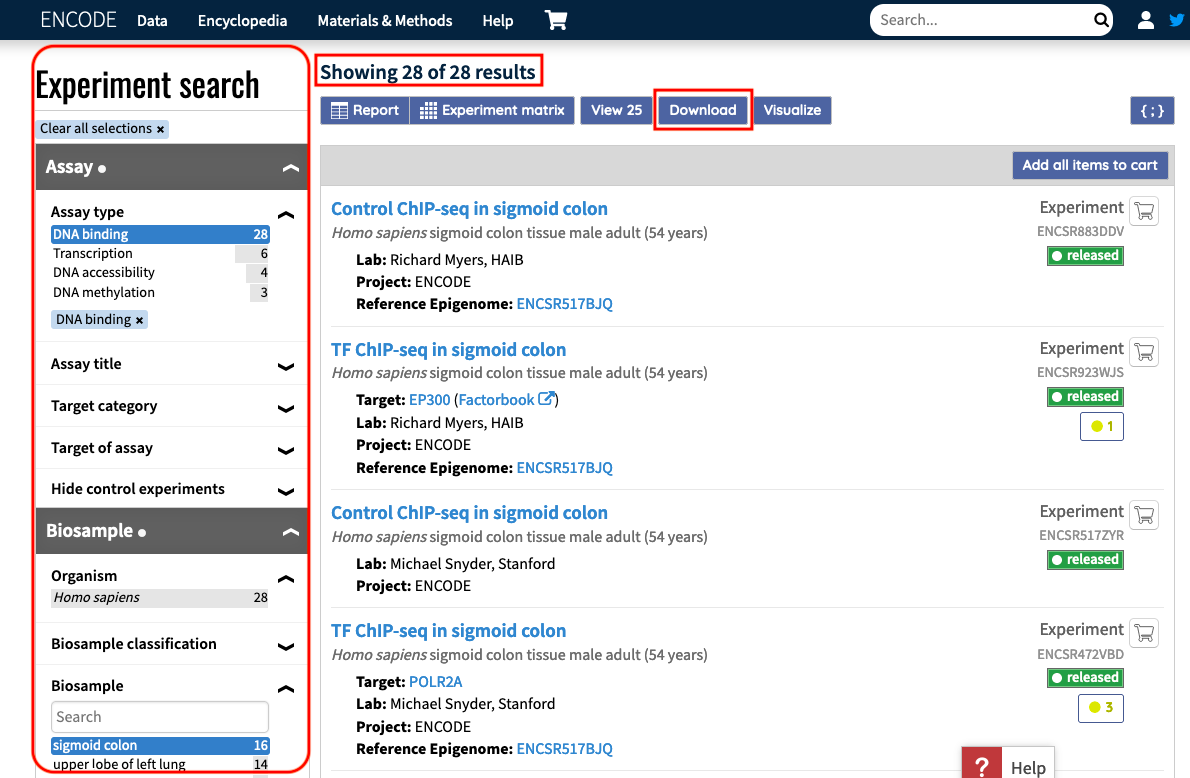 ENCODE Data Encyclopedia Materials & Methods Help Search...
Experiment search
Clear all selections ×
Assay
Assay type
DNA binding 28
Transcription 6
DNA accessibility 4
DNA methylation 3
DNA binding ×
Assay title
Target category
Target of assay
Hide control experiments
Biosample
Organism
Homo sapiens 28
Biosample classification
Biosample
Search
sigmoid colon 16
upper lobe of left lung 14
Showing 28 of 28 results
Report Experiment matrix View 25 Download Visualize {;}
Add all items to cart
Control ChIP-seq in sigmoid colon
Homo sapiens sigmoid colon tissue male adult (54 years)
Lab: Richard Myers, HAIB
Project: ENCODE
Reference Epigenome: ENCSR517BJQ
Experiment
ENCSR883DDV
released
TF ChIP-seq in sigmoid colon
Homo sapiens sigmoid colon tissue male adult (54 years)
Target: EP300 (Factorbook)
Lab: Richard Myers, HAIB
Project: ENCODE
Reference Epigenome: ENCSR517BJQ
Experiment
ENCSR923WJS
released
1
Control ChIP-seq in sigmoid colon
Homo sapiens sigmoid colon tissue male adult (54 years)
Lab: Michael Snyder, Stanford
Project: ENCODE
Experiment
ENCSR517ZYR
released
TF ChIP-seq in sigmoid colon
Homo sapiens sigmoid colon tissue male adult (54 years)
Target: POLR2A
Lab: Michael Snyder, Stanford
Project: ENCODE
Reference Epigenome: ENCSR517BJQ
Experiment
ENCSR472VBD
released
3
? Help